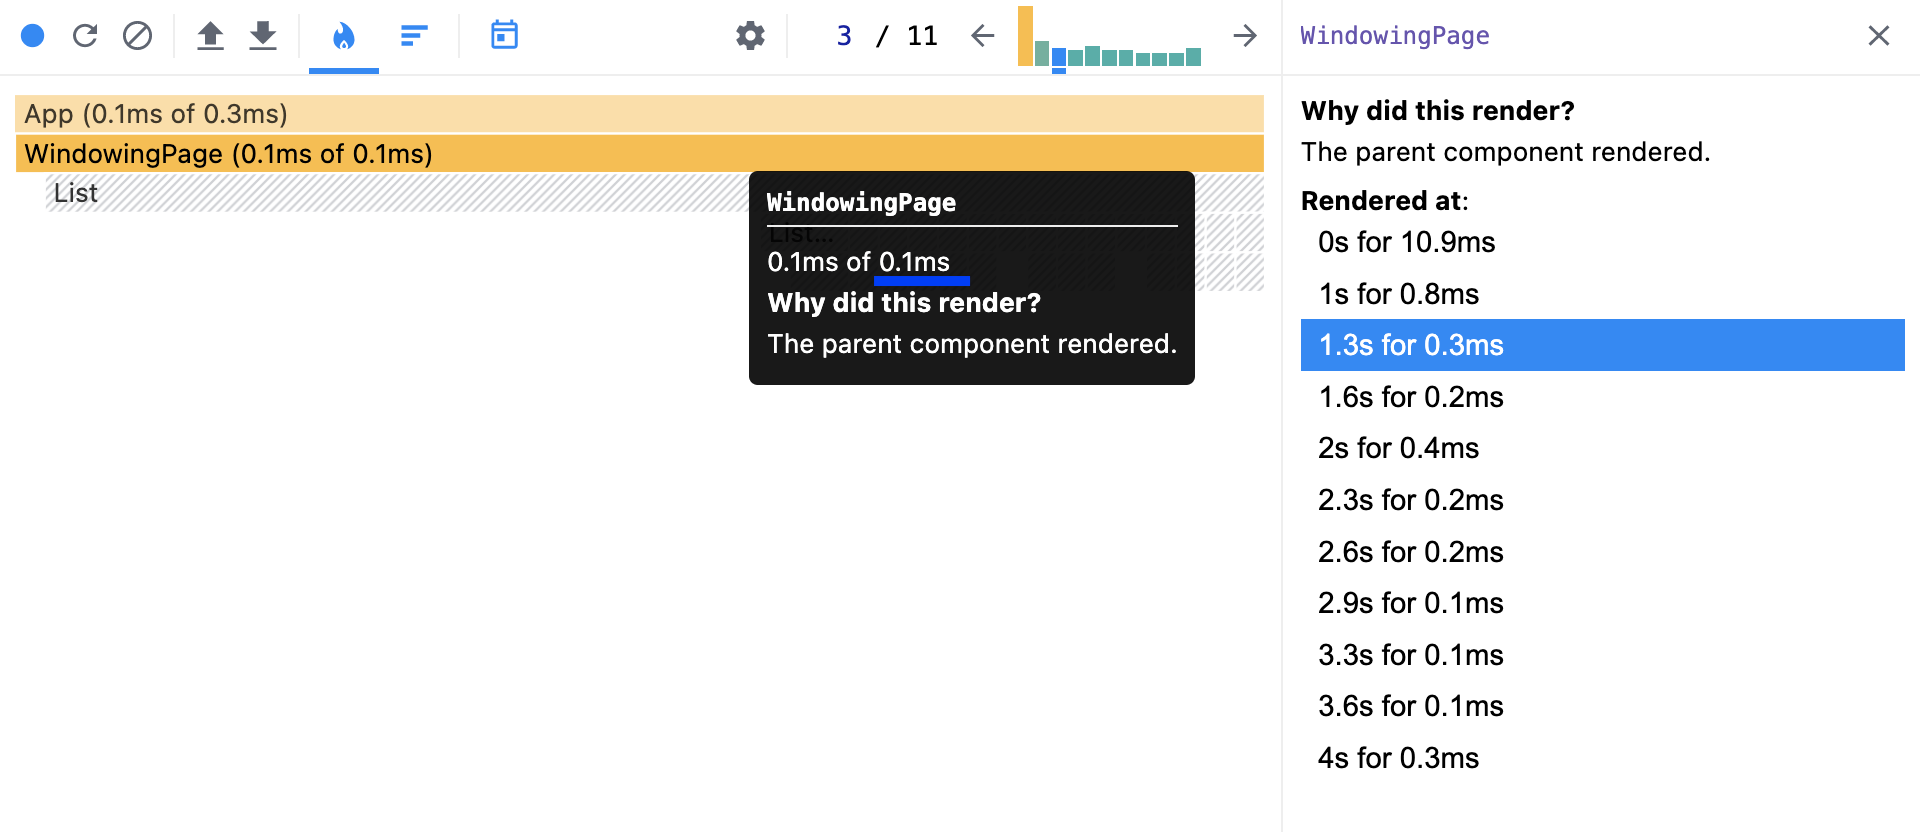 3 / 11
WindowingPage
App (0.1ms of 0.3ms)
WindowingPage (0.1ms of 0.1ms)
List
WindowingPage
List...
0.1ms of 0.1ms
Why did this render?
The parent component rendered.
Why did this render?
The parent component rendered.
Rendered at:
0s for 10.9ms
1s for 0.8ms
1.3s for 0.3ms
1.6s for 0.2ms
2s for 0.4ms
2.3s for 0.2ms
2.6s for 0.2ms
2.9s for 0.1ms
3.3s for 0.1ms
3.6s for 0.1ms
4s for 0.3ms